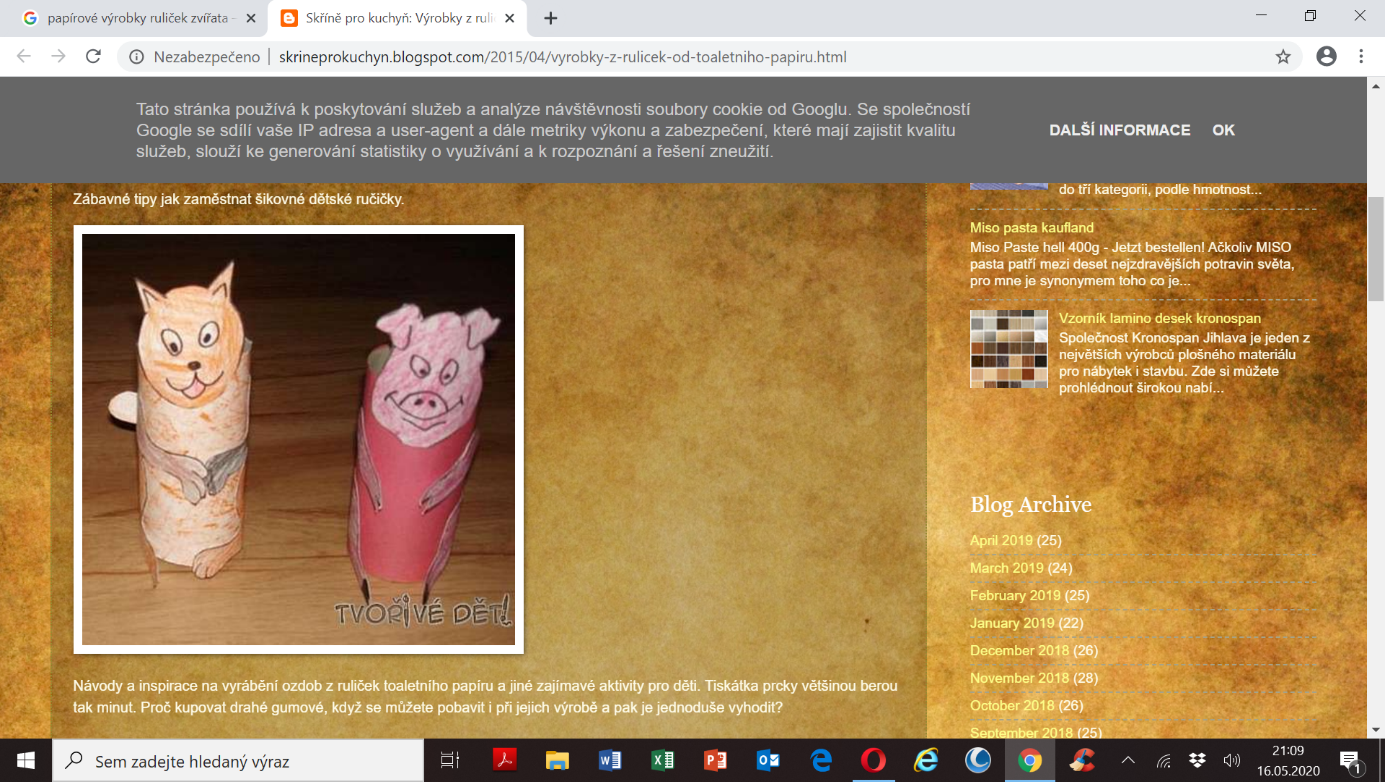 papírové výrobky ruliček zvířata -
Skříně pro kuchyň: Výrobky z ruli
Nezabezpečeno | skrineprokuchyn.blogspot.com/2015/04/vyrobky-z-rulicek-od-toaletniho-papiru.html
Tato stránka používá k poskytování služeb a analýze návštěvnosti soubory cookie od Googlu. Se společností
Google se sdílí vaše IP adresa a user-agent a dále metriky výkonu a zabezpečení, které mají zajistit kvalitu
služeb, slouží ke generování statistiky o využívání a k rozpoznání a řešení zneužití.
DALŠÍ INFORMACE OK
Zábavné tipy jak zaměstnat šikovné dětské ručičky.
TVOŘIVÉ DĚTI
Návody a inspirace na vyrábění ozdob z ruliček toaletního papíru a jiné zajímavé aktivity pro děti. Tiskátka prcky většinou berou
tak minut. Proč kupovat drahé gumové, když se můžete pobavit i při jejich výrobě a pak je jednoduše vyhodit?
do tří kategorii, podle hmotnost...
Miso pasta kaufland
Miso Paste hell 400g - Jetzt bestellen! Ačkoliv MISO
pasta patří mezi deset nejzdravějších potravin světa,
pro mne je synonymem toho co je...
Vzorník lamino desek kronospan
Společnost Kronospan Jihlava je jeden z
největších výrobců plošného materiálu
pro nábytek i stavbu. Zde si můžete
prohlédnout širokou nabí...
Blog Archive
April 2019 (25)
March 2019 (24)
February 2019 (25)
January 2019 (22)
December 2018 (26)
November 2018 (28)
October 2018 (26)
September 2018 (25)
Sem zadejte hledaný výraz
21:09
16.05.2020
1